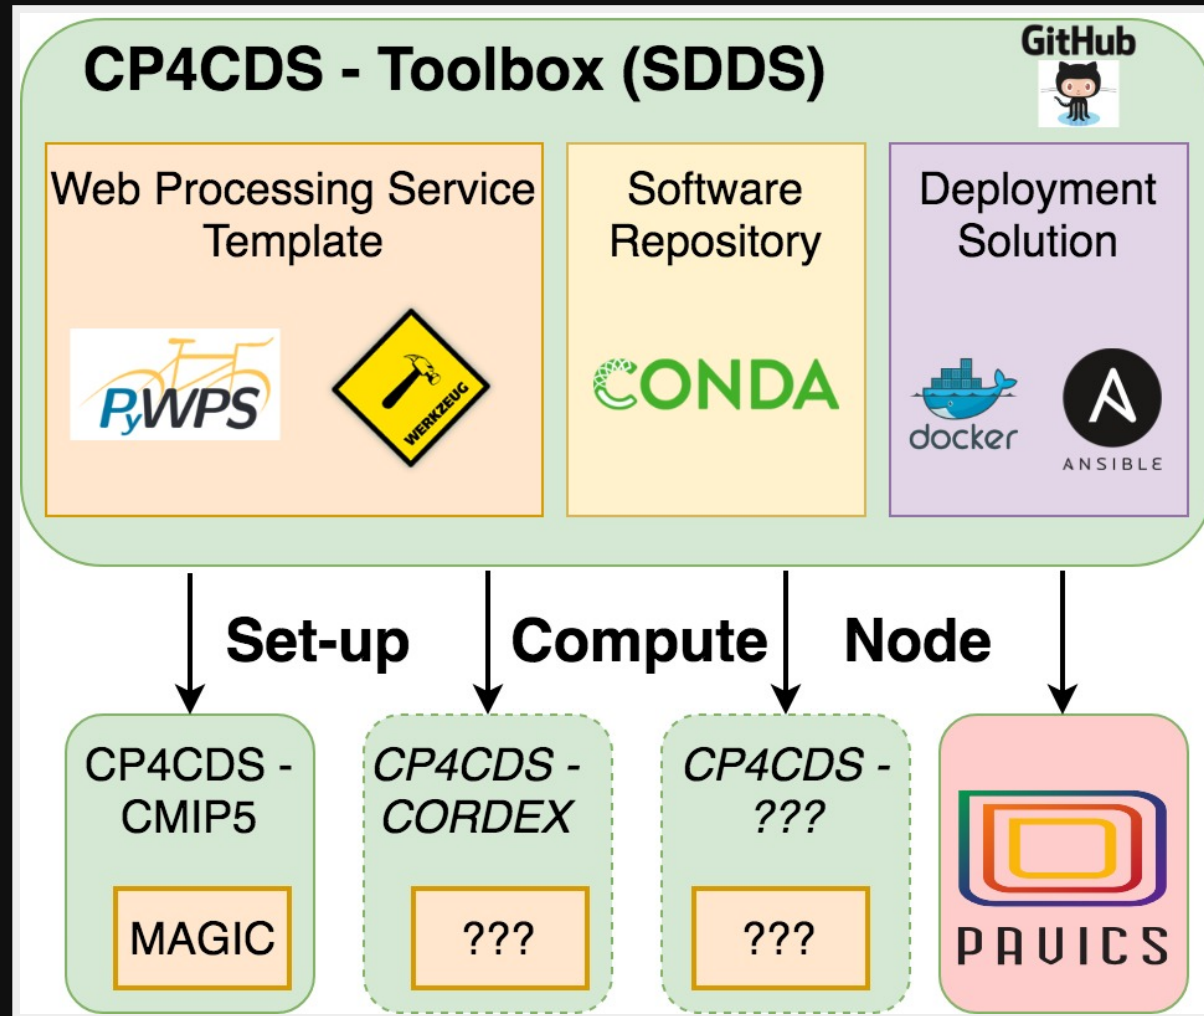 GitHub
CP4CDS - Toolbox (SDDS)
Web Processing Service
Template
PyWPS
WERKZEUG
Software
Repository
CONDA
Deployment
Solution
docker
ANSIBLE
Set-up Compute Node
CP4CDS -
CMIP5
MAGIC
CP4CDS -
CORDEX
???
CP4CDS -
???
???
PAVICS